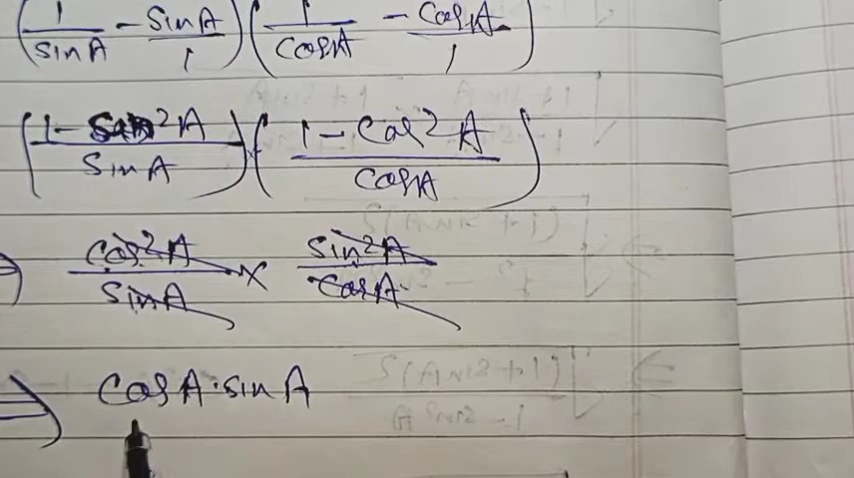 (1/sinA - SinA/1) (1/CosA - CosA/1)
(1 - Sin²A/SinA) (1 - Cos²A/CosA)
⇒ Cos²A/SinA × Sin²A/CosA
⇒ CosA·sinA